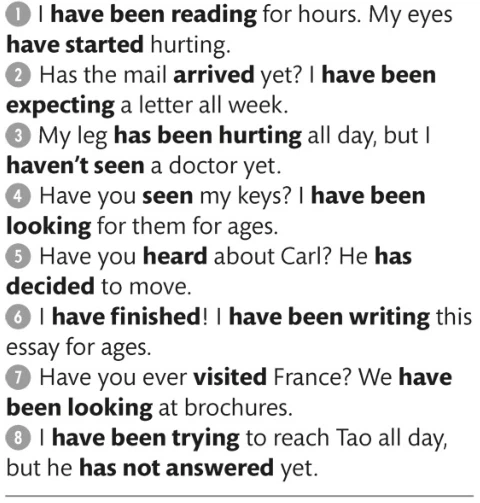 1 I have been reading for hours. My eyes
have started hurting.
2 Has the mail arrived yet? I have been
expecting a letter all week.
3 My leg has been hurting all day, but I
haven’t seen a doctor yet.
4 Have you seen my keys? I have been
looking for them for ages.
5 Have you heard about Carl? He has
decided to move.
6 I have finished! I have been writing this
essay for ages.
7 Have you ever visited France? We have
been looking at brochures.
8 I have been trying to reach Tao all day,
but he has not answered yet.